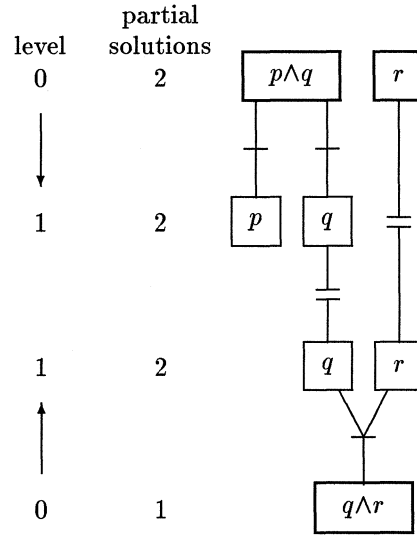 partial
level solutions
0 2 p∧q r
1 2 p q
1 2 q r
0 1 q∧r